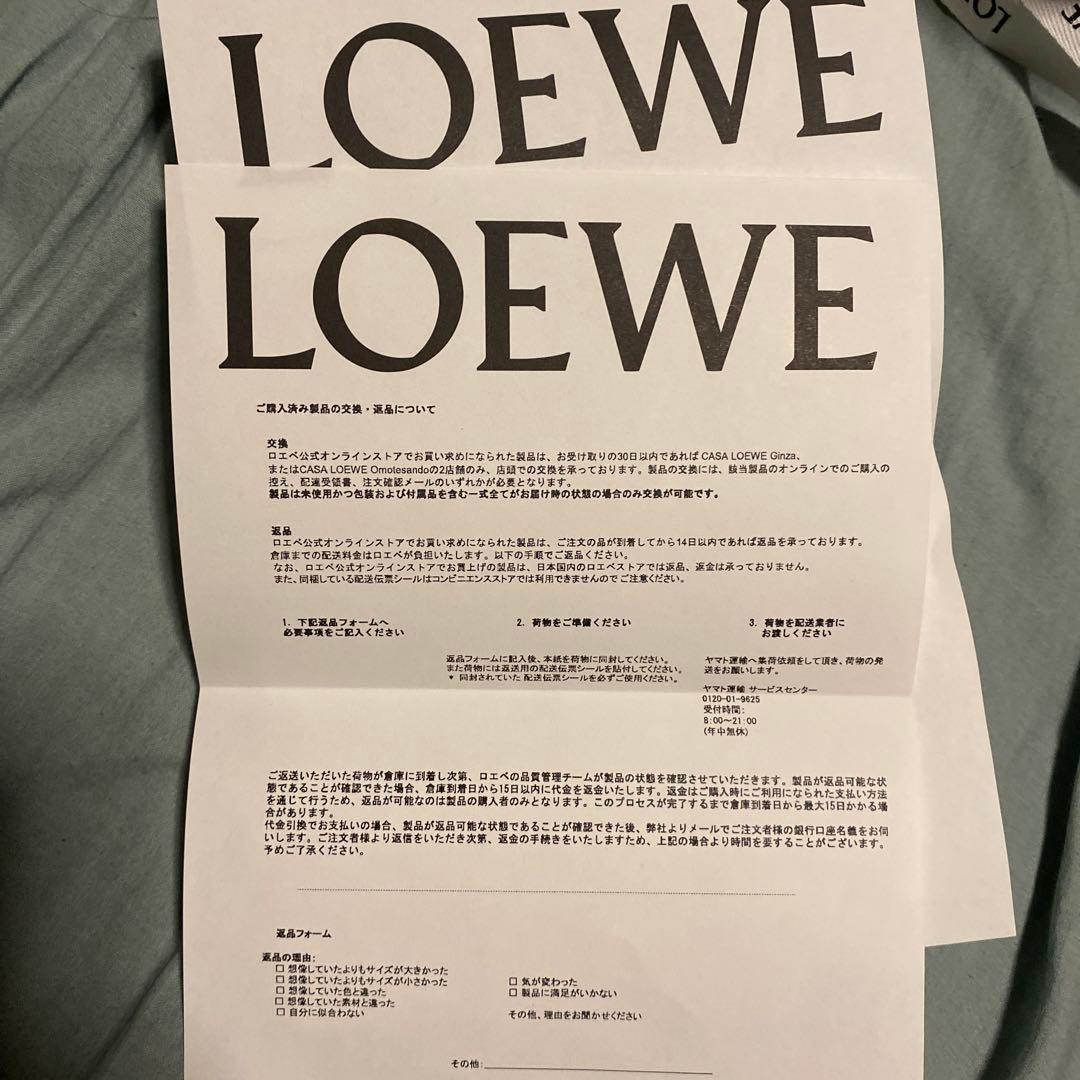 LOEWE
LOEWE
ご購入済み製品の交換・返品について
交換
ロエベ公式オンラインストアでお買い求めになられた製品は、お受け取りの30日以内であれば CASA LOEWE Ginza、
またはCASA LOEWE Omotesandoの2店舗のみ、店頭での交換を承っております。製品の交換には、該当製品のオンラインでのご購入の
控え、配達受領書、注文確認メールのいずれかが必要となります。
製品は未使用かつ包装および付属品を含む一式全てがお届け時の状態の場合のみ交換が可能です。
返品
ロエベ公式オンラインストアでお買い求めになられた製品は、ご注文の品が到着してから14日以内であれば返品を承っております。
倉庫までの配送料金はロエベが負担いたします。以下の手順でご返品ください。
なお、ロエベ公式オンラインストアでお買上げの製品は、日本国内のロエベストアでは返品、返金は承っておりません。
また、同梱している配送伝票シールはコンビニエンスストアでは利用できませんのでご注意ください。
1. 下記返品フォームへ
必要事項をご記入ください
2. 荷物をご準備ください
返品フォームに記入後、本紙を荷物に同封してください。
また荷物には返送用の配送伝票シールを貼付してください。
* 同封されていた 配送伝票シールを必ずご使用ください。
3. 荷物を配送業者に
お渡しください
ヤマト運輸へ集荷依頼をして頂き、荷物の発
送をお願いします。
ヤマト運輸 サービスセンター
0120-01-9625
受付時間:
8:00〜21:00
(年中無休)
ご返送いただいた荷物が倉庫に到着し次第、ロエベの品質管理チームが製品の状態を確認させていただきます。製品が返品可能な状
態であることが確認できた場合、倉庫到着日から15日以内に代金を返金いたします。返金はご購入時にご利用になられた支払い方法
を通じて行うため、返品が可能なのは製品の購入者のみとなります。このプロセスが完了するまで倉庫到着日から最大15日かかる場
合があります。
代金引換でお支払いの場合、製品が返品可能な状態であることが確認できた後、弊社よりメールでご注文者様の銀行口座名義をお伺
いします。ご注文者様より返信をいただき次第、返金の手続きをいたしますため、上記の場合より時間を要することがございます。
予めご了承ください。
返品フォーム
返品の理由:
□ 想像していたよりもサイズが大きかった
□ 想像していたよりもサイズが小さかった
□ 想像していた色と違った
□ 想像していた素材と違った
□ 自分に似合わない
□ 気が変わった
□ 製品に満足がいかない
その他、理由をお聞かせください
その他: